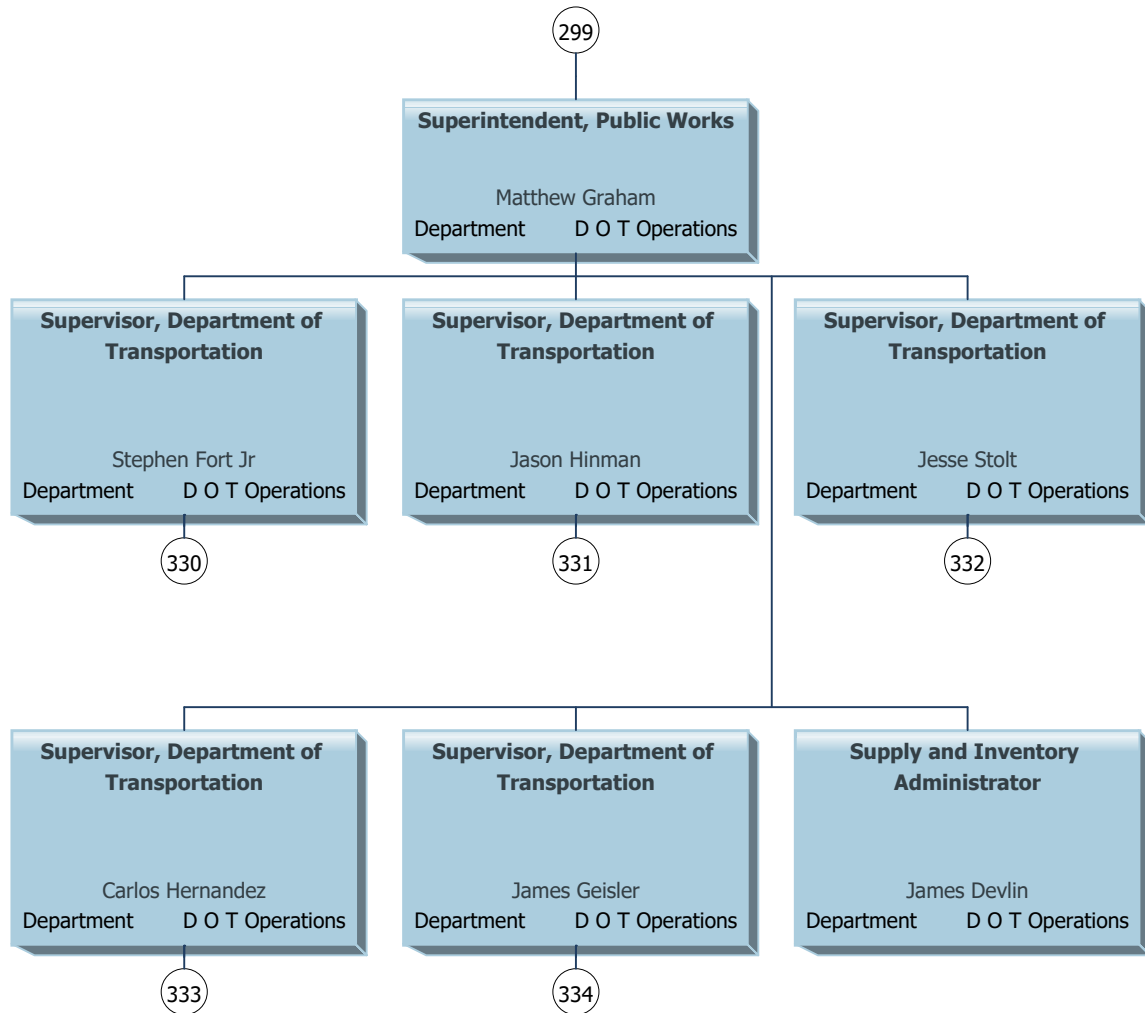 299
Superintendent, Public Works
Matthew Graham
Department D O T Operations
Supervisor, Department of
Transportation
Stephen Fort Jr
Department D O T Operations
330
Supervisor, Department of
Transportation
Jason Hinman
Department D O T Operations
331
Supervisor, Department of
Transportation
Jesse Stolt
Department D O T Operations
332
Supervisor, Department of
Transportation
Carlos Hernandez
Department D O T Operations
333
Supervisor, Department of
Transportation
James Geisler
Department D O T Operations
334
Supply and Inventory
Administrator
James Devlin
Department D O T Operations